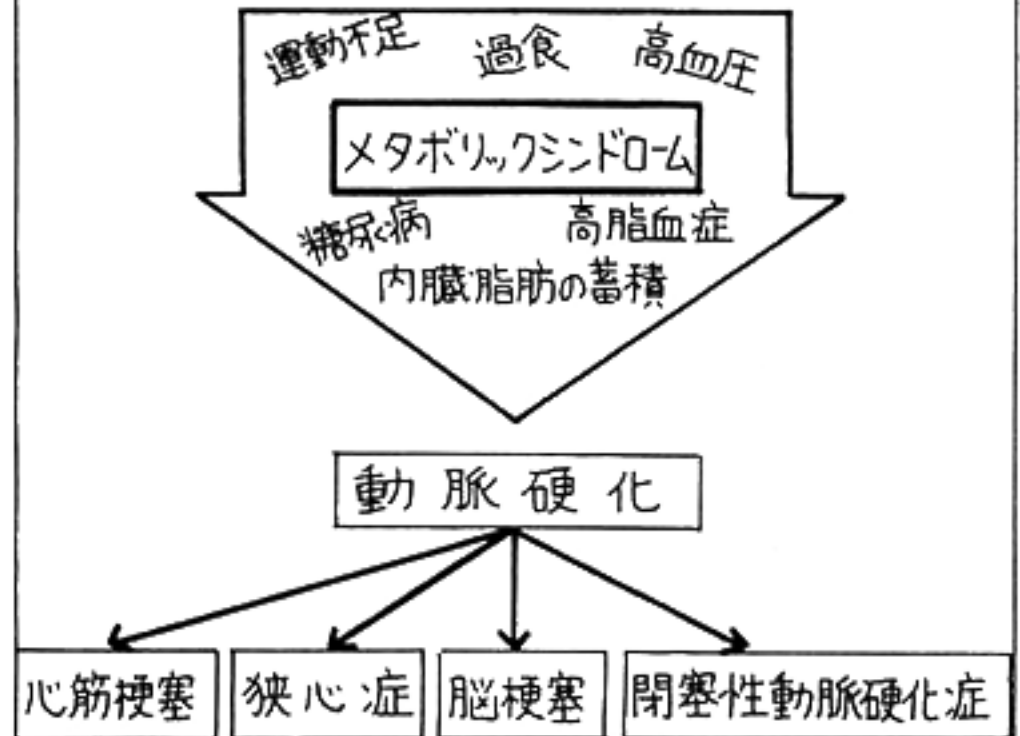 運動不足 過食 高血圧
メタボリックシンドローム
糖尿病 高脂血症
内臓脂肪の蓄積
動脈硬化
心筋梗塞 狭心症 脳梗塞 閉塞性動脈硬化症